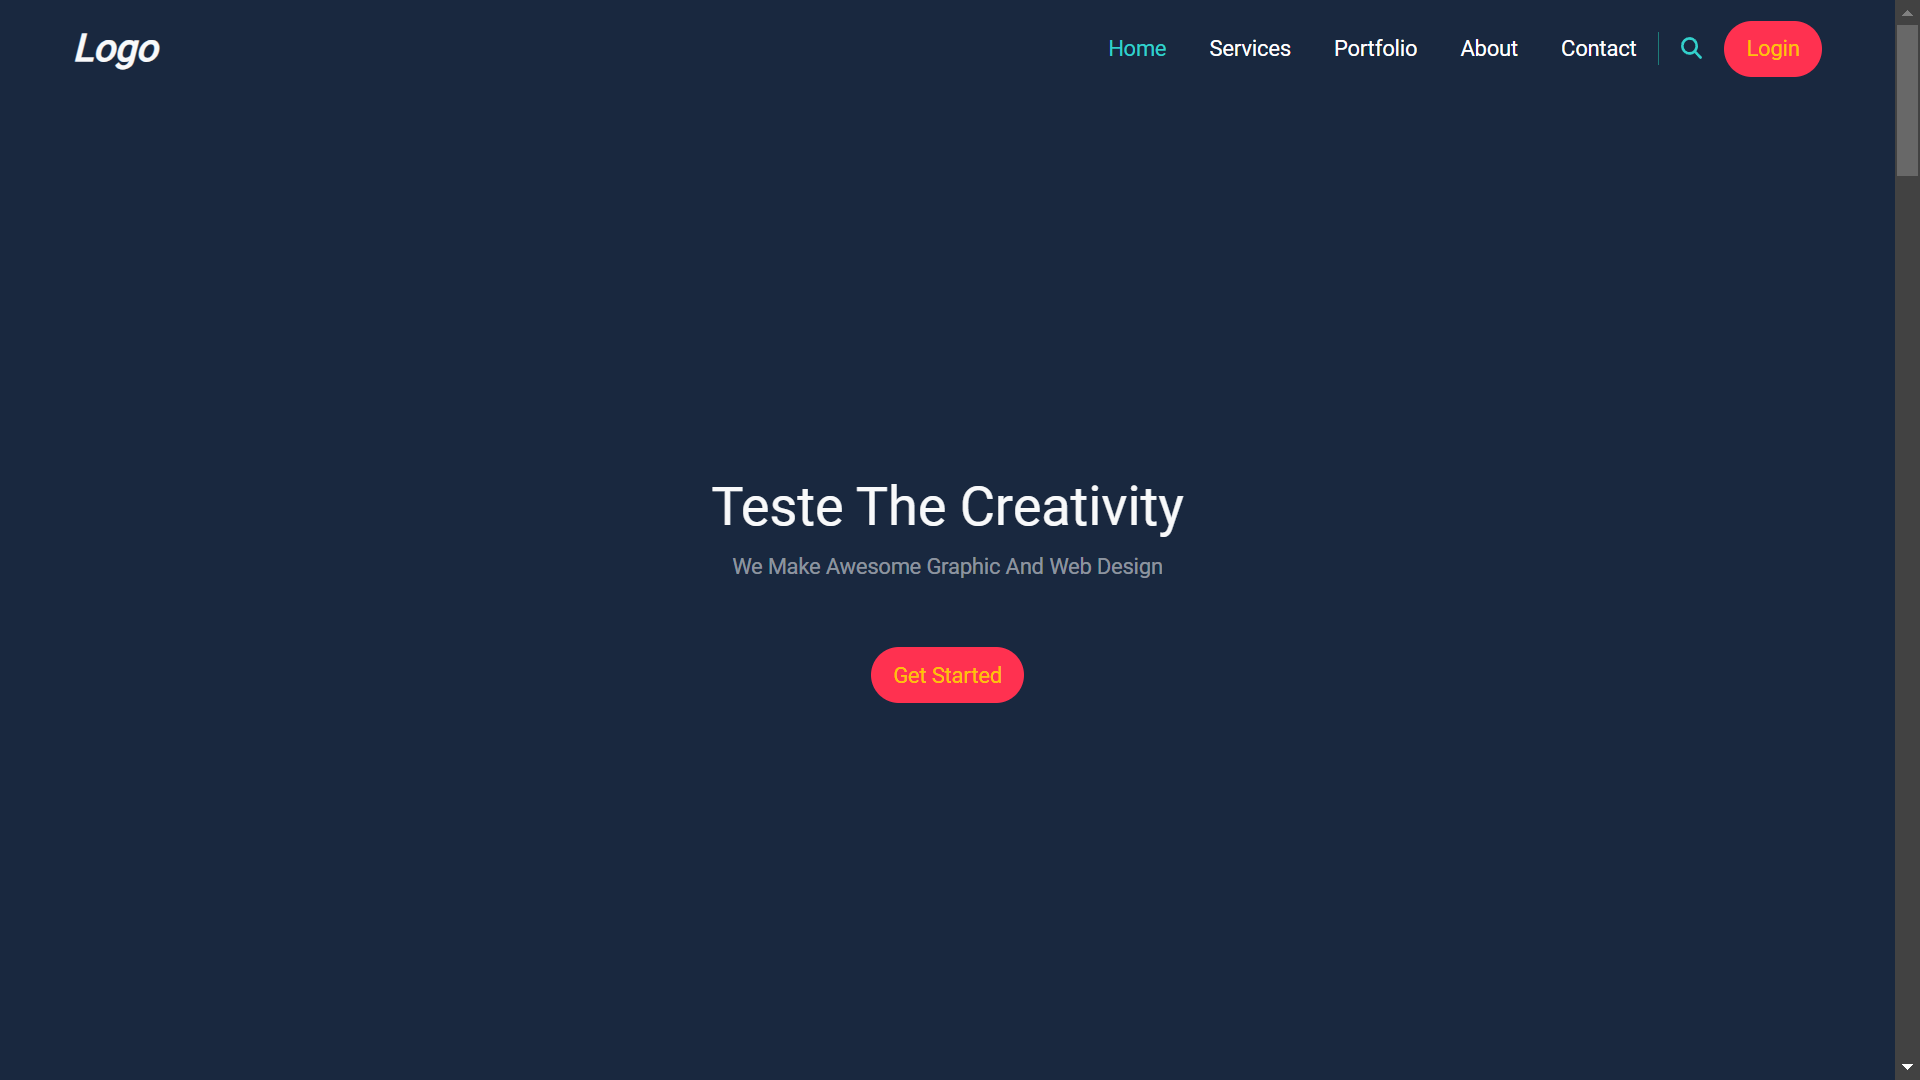 Logo
Home Services Portfolio About Contact Login
Teste The Creativity
We Make Awesome Graphic And Web Design
Get Started